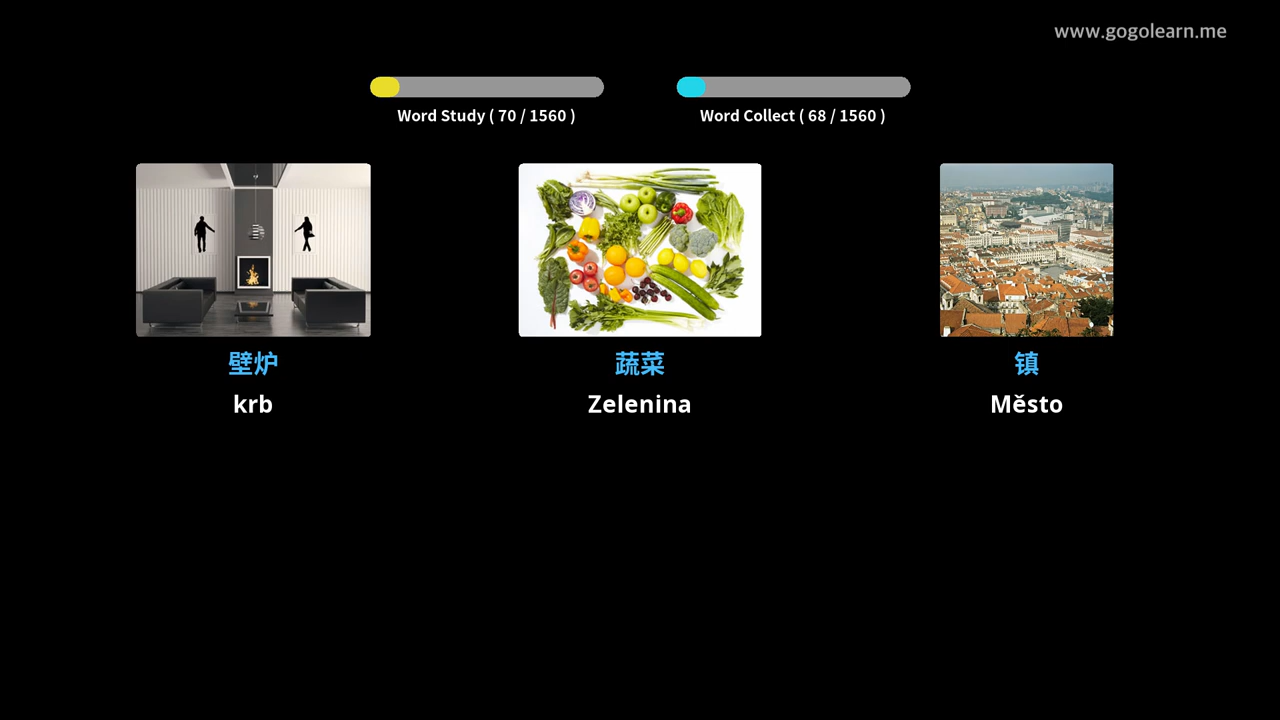 www.gogolearn.me
Word Study ( 70 / 1560 )
Word Collect ( 68 / 1560 )
壁炉
krb
蔬菜
Zelenina
镇
Město